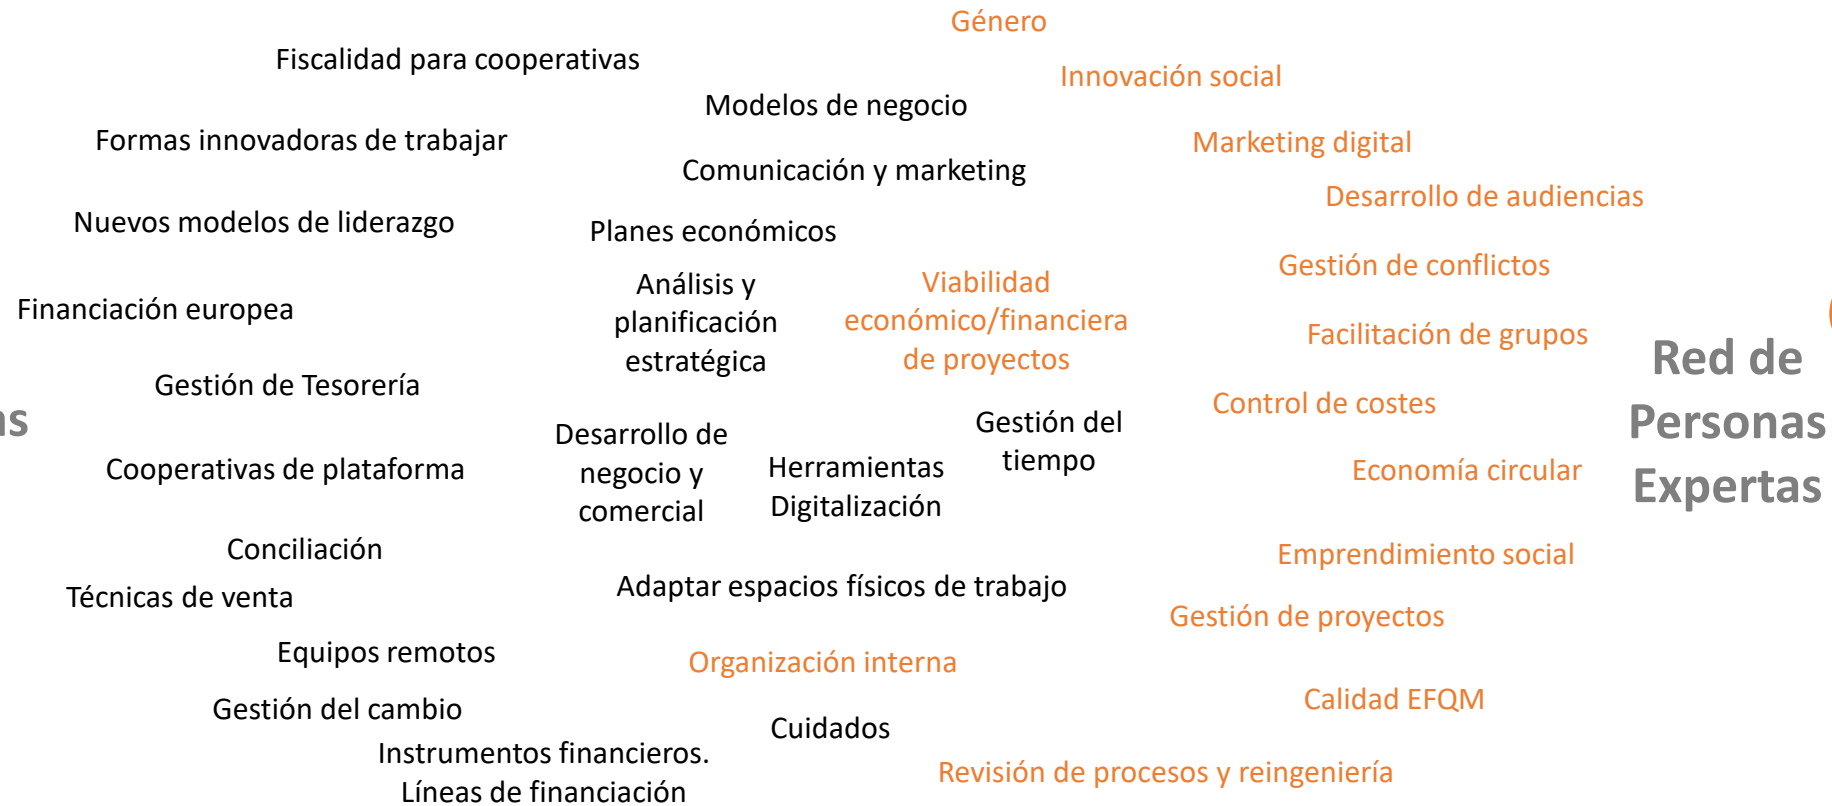 Género
Fiscalidad para cooperativas
Innovación social
Modelos de negocio
Formas innovadoras de trabajar
Marketing digital
Comunicación y marketing
Desarrollo de audiencias
Nuevos modelos de liderazgo
Planes económicos
Gestión de conflictos
Análisis y
planificación
estratégica
Viabilidad
económico/financiera
de proyectos
Financiación europea
Facilitación de grupos
Red de
Personas
Expertas
Gestión de Tesorería
Control de costes
Gestión del
tiempo
Desarrollo de
negocio y
comercial
Herramientas
Digitalización
Cooperativas de plataforma
Economía circular
Conciliación
Emprendimiento social
Técnicas de venta
Adaptar espacios físicos de trabajo
Gestión de proyectos
Equipos remotos
Organización interna
Calidad EFQM
Gestión del cambio
Cuidados
Instrumentos financieros.
Líneas de financiación
Revisión de procesos y reingeniería